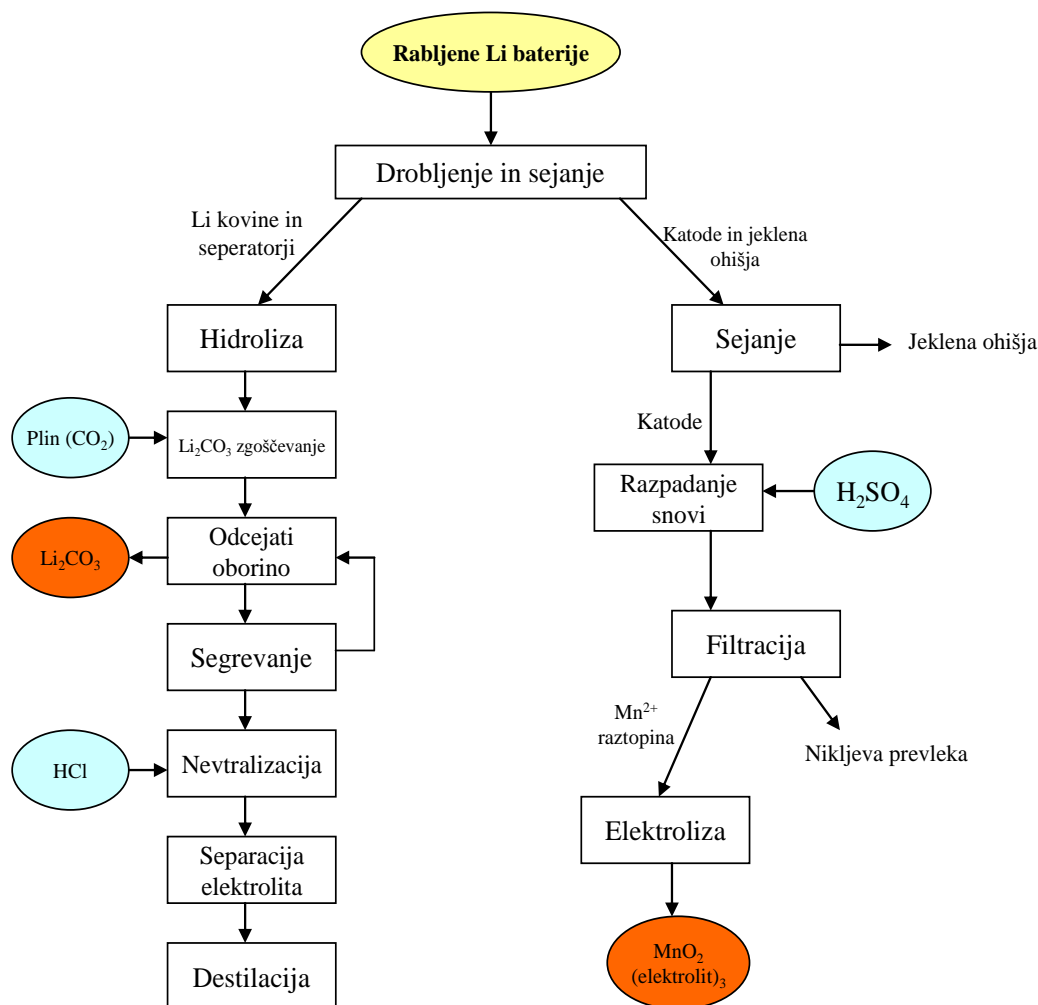 Rabljene Li baterije
Drobljenje in sejanje
Li kovine in
seperatorji
Katode in jeklena
ohišja
Hidroliza
Sejanje
Jeklena ohišja
Plin (CO₂)
Li₂CO₃ zgoščevanje
Katode
Razpadanje
snovi
H₂SO₄
Li₂CO₃
Odcejati
oborino
Segrevanje
Filtracija
Mn²⁺
raztopina
Nikljeva prevleka
HCl
Nevtralizacija
Elektroliza
Separacija
elektrolita
MnO₂
(elektrolit)₃
Destilacija